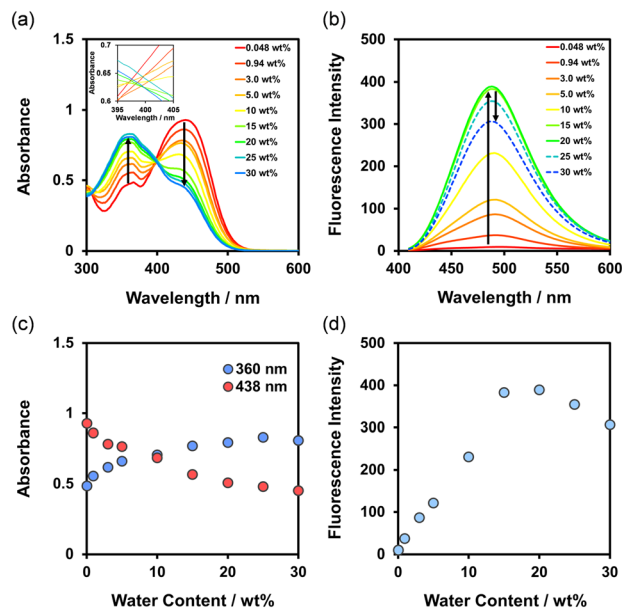 (a)
1.5
1
0.5
0
300
400
500
600
Absorbance
Wavelength / nm
0.7
0.65
0.6
395
400
405
Absorbance
Wavelength / nm
0.048 wt%
0.94 wt%
3.0 wt%
5.0 wt%
10 wt%
15 wt%
20 wt%
25 wt%
30 wt%
(b)
500
400
300
200
100
0
400
450
500
550
600
Fluorescence Intensity
Wavelength / nm
0.048 wt%
0.94 wt%
3.0 wt%
5.0 wt%
10 wt%
15 wt%
20 wt%
25 wt%
30 wt%
(c)
1.5
1
0.5
0
0
10
20
30
Absorbance
Water Content / wt%
360 nm
438 nm
(d)
500
400
300
200
100
0
0
10
20
30
Fluorescence Intensity
Water Content / wt%